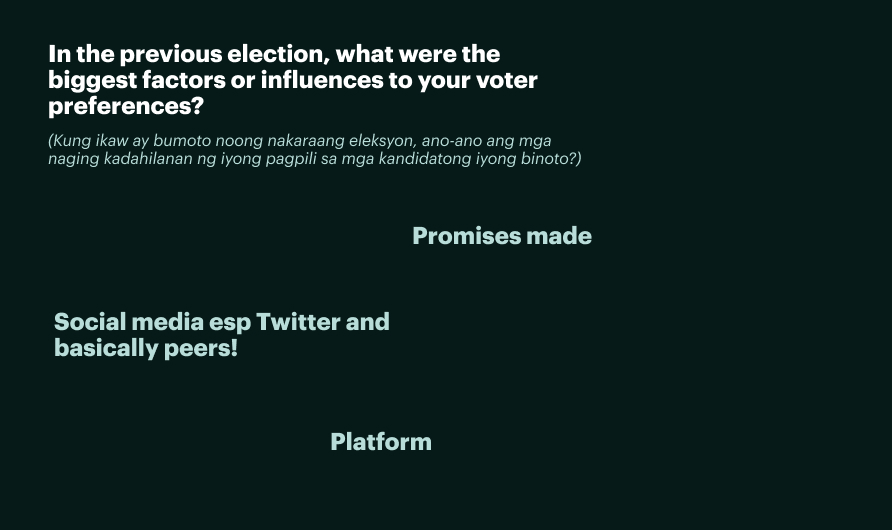 In the previous election, what were the
biggest factors or influences to your voter
preferences?
(Kung ikaw ay bumoto noong nakaraang eleksyon, ano-ano ang mga
naging kadahilanan ng iyong pagpili sa mga kandidatong iyong binoto?)
Promises made
Social media esp Twitter and
basically peers!
Platform